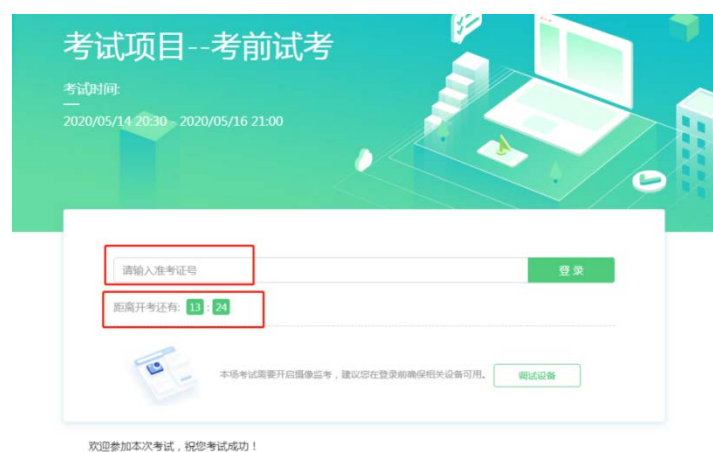 考试项目--考前试考
考试时间:
2020/05/14 20:30 - 2020/05/16 21:00
请输入准考证号
登 录
距离开考还有: 13 : 24
本场考试需要开启摄像监考，建议您在登录前确保相关设备可用。
调试设备
欢迎参加本次考试，祝您考试成功！